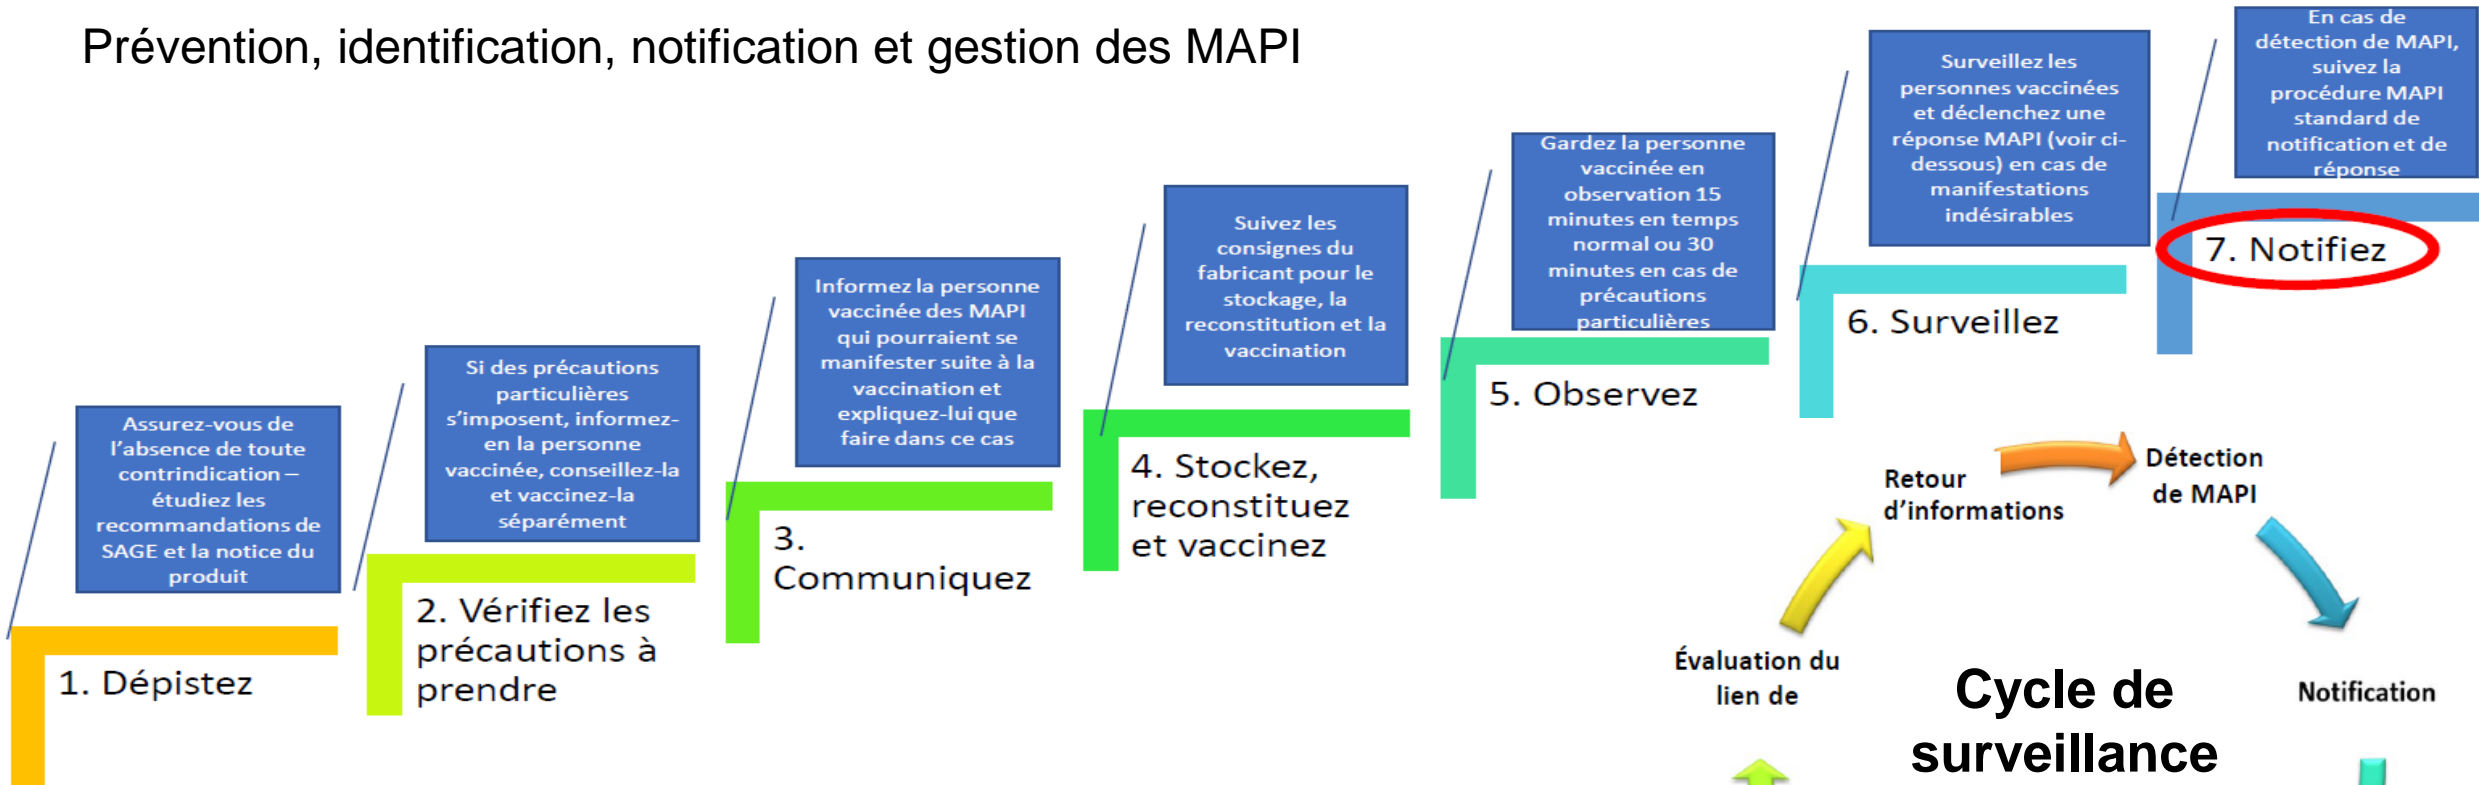 Prévention, identification, notification et gestion des MAPI
Assurez-vous de
l'absence de toute
contrindication –
étudiez les
recommandations de
SAGE et la notice du
produit
1. Dépistez
Si des précautions
particulières
s'imposent, informez-
en la personne
vaccinée, conseillez-la
et vaccinez-la
séparément
2. Vérifiez les
précautions à
prendre
Informez la personne
vaccinée des MAPI
qui pourraient se
manifester suite à la
vaccination et
expliquez-lui que
faire dans ce cas
3.
Communiquez
Suivez les
consignes du
fabricant pour le
stockage, la
reconstitution et la
vaccination
4. Stockez,
reconstituez
et vaccinez
Gardez la personne
vaccinée en
observation 15
minutes en temps
normal ou 30
minutes en cas de
précautions
particulières
5. Observez
Surveillez les
personnes vaccinées
et déclenchez une
réponse MAPI (voir ci-
dessous) en cas de
manifestations
indésirables
6. Surveillez
En cas de
détection de MAPI,
suivez la
procédure MAPI
standard de
notification et de
réponse
7. Notifiez
Retour
d'informations
Détection
de MAPI
Évaluation du
lien de
Cycle de
surveillance
Notification